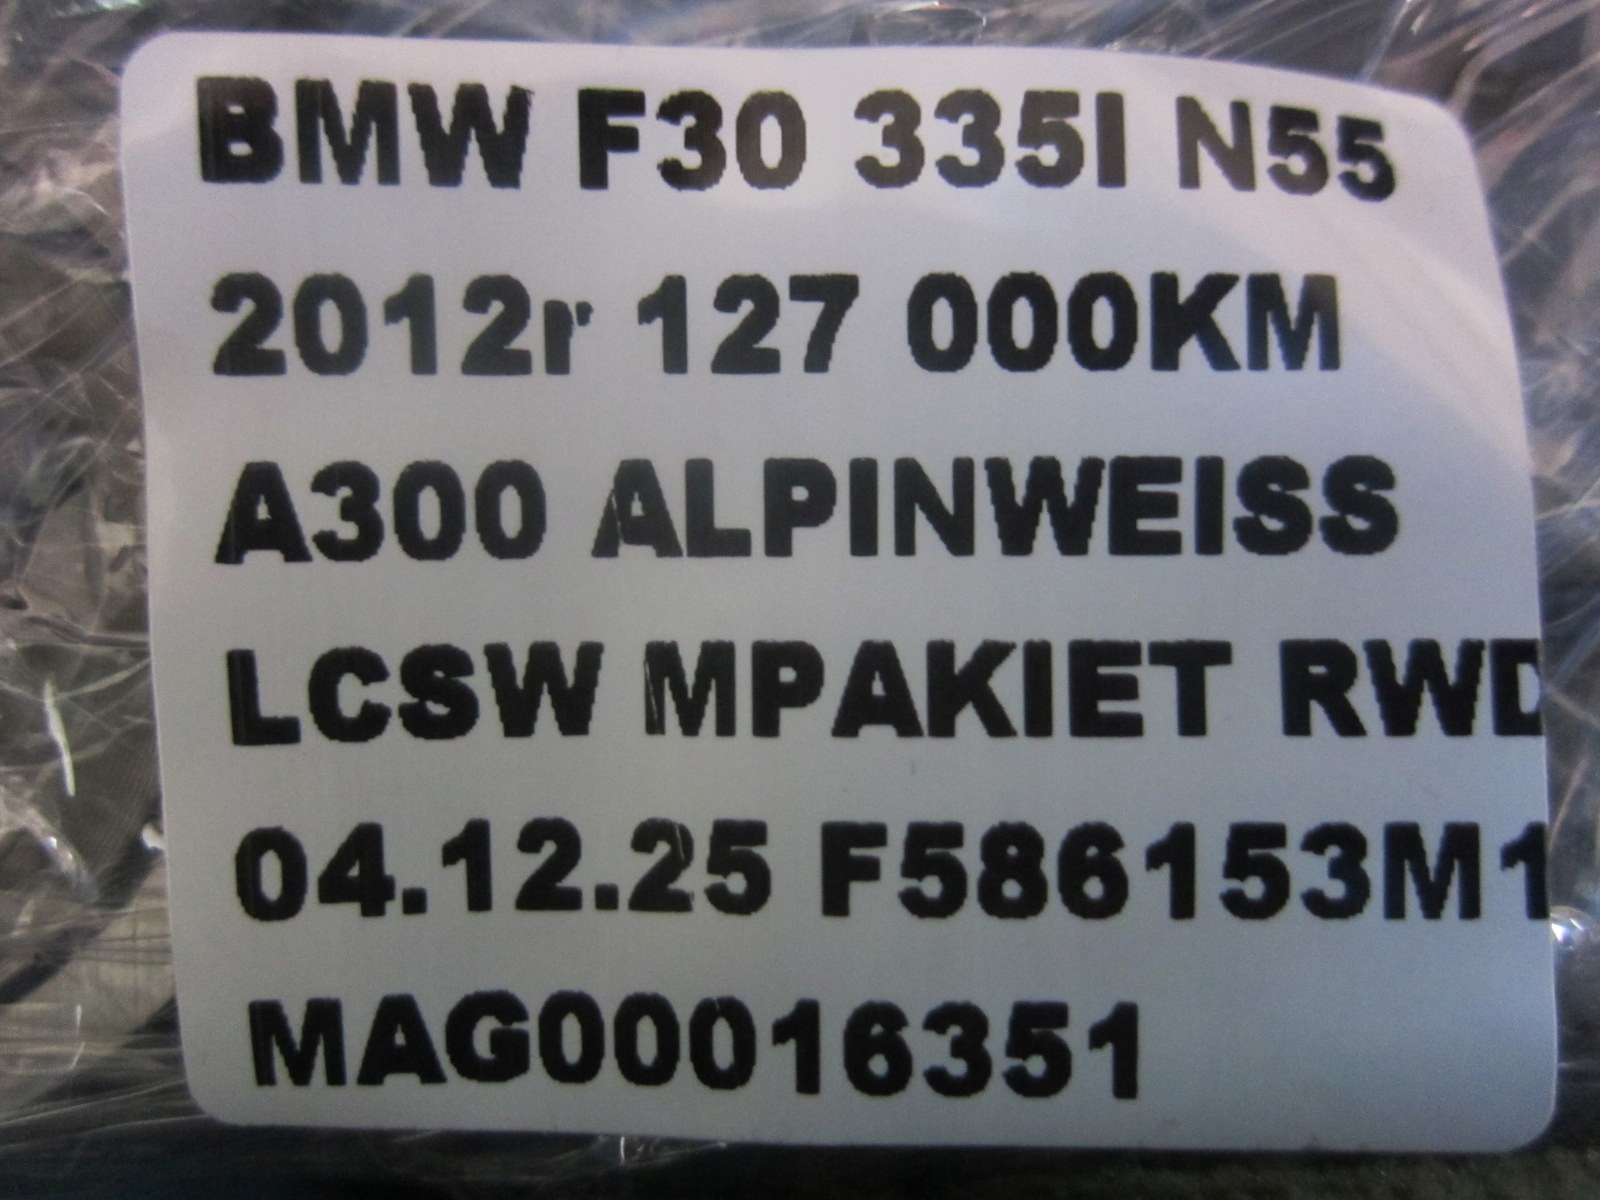 BMW F30 335I N55
2012r 127 000KM
A300 ALPINWEISS
LCSW MPAKIET RWD
04.12.25 F586153M1
MAG00016351